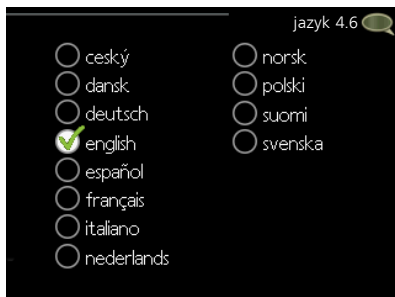 jazyk 4.6
ceský
dansk
deutsch
english
español
français
italiano
nederlands
norsk
polski
suomi
svenska